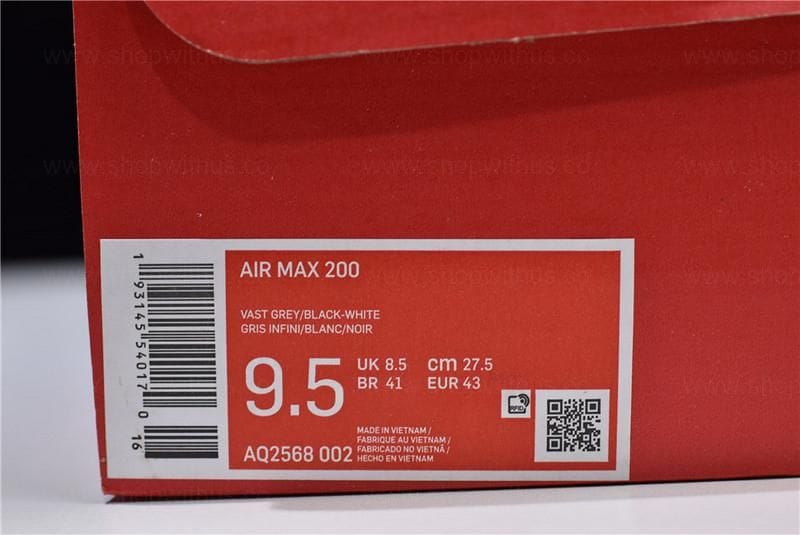 www.shopwithus.co
AIR MAX 200
VAST GREY/BLACK-WHITE
GRIS INFINI/BLANC/NOIR
9.5
UK 8.5 cm 27.5
BR 41 EUR 43
RFID
AQ2568 002
MADE IN VIETNAM /
FABRIQUE AU VIETNAM /
FABRICADO NO VIETNÃ /
HECHO EN VIETNAM
1 93145 54017 0
16